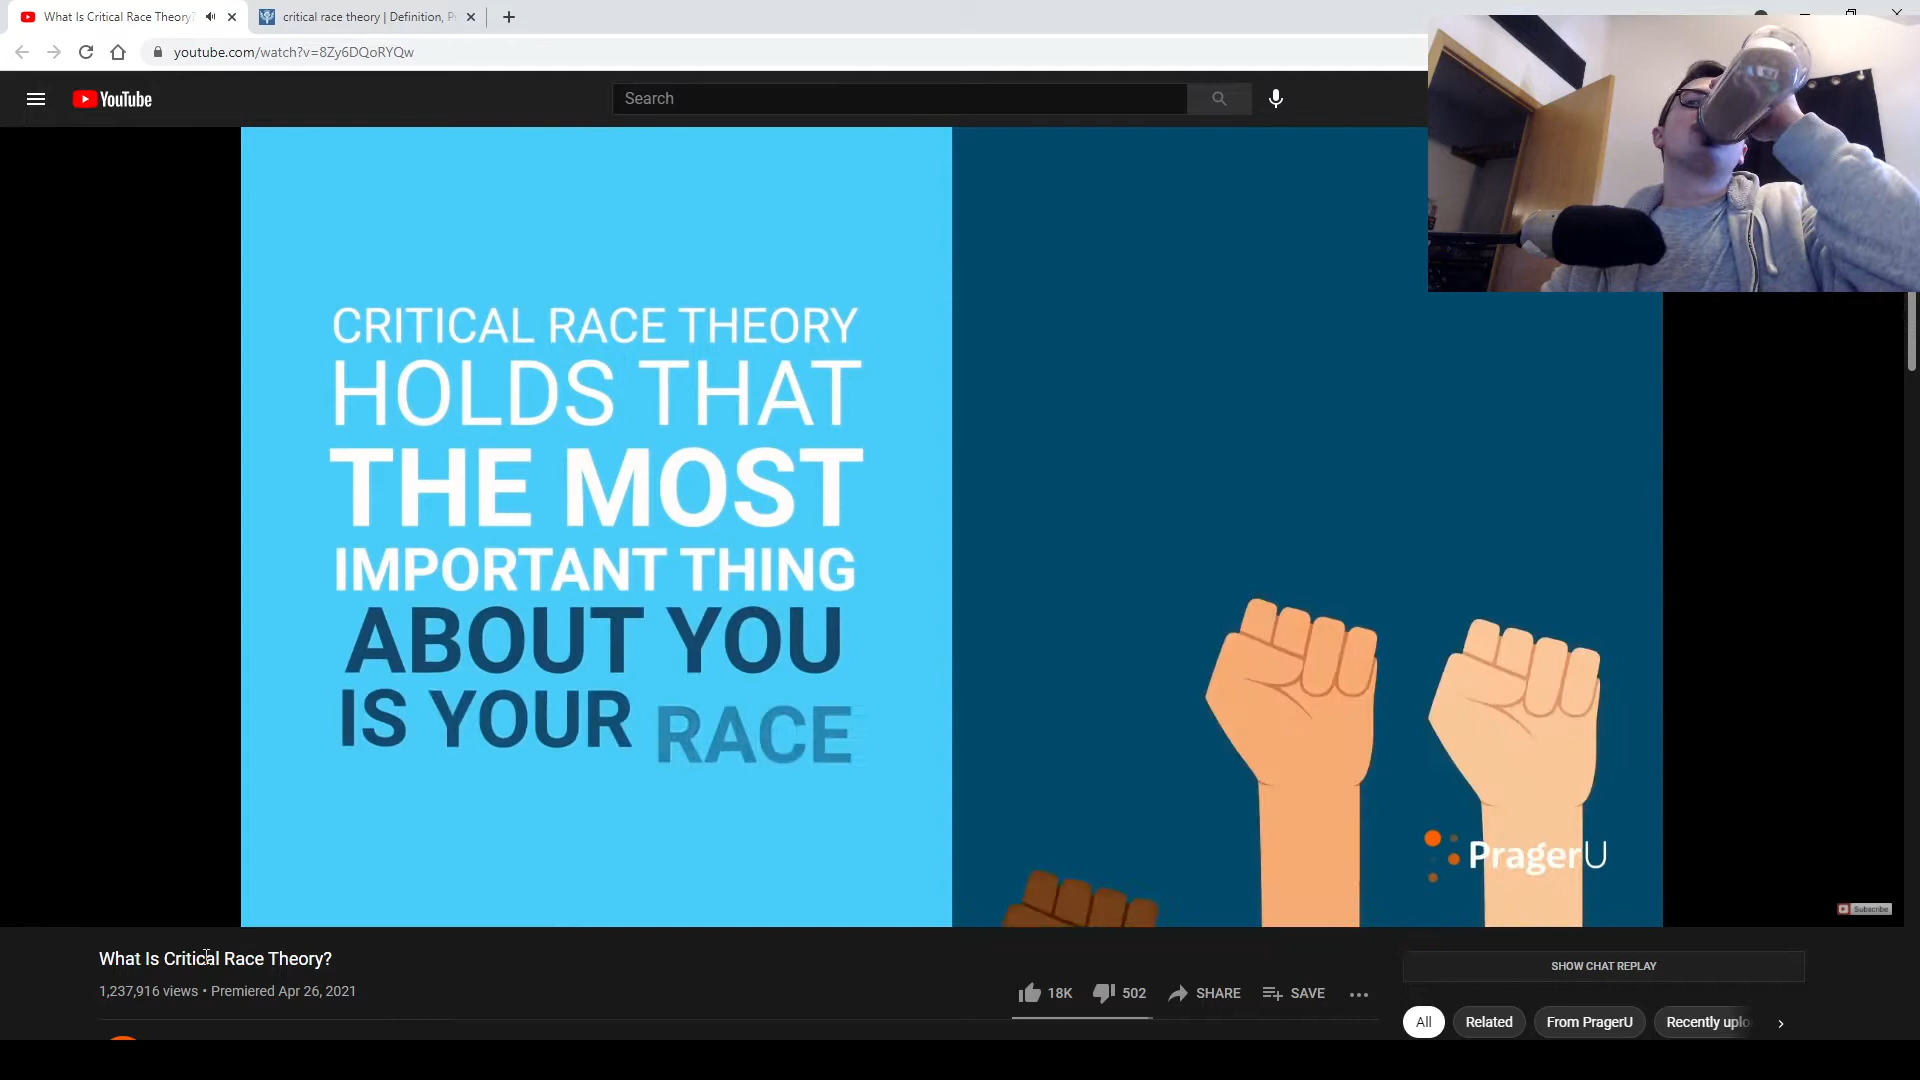 What Is Critical Race Theory?
critical race theory | Definition, P
youtube.com/watch?v=8Zy6DQoRYQw
YouTube
Search
CRITICAL RACE THEORY
HOLDS THAT
THE MOST
IMPORTANT THING
ABOUT YOU
IS YOUR RACE
PragerU
Subscribe
What Is Critical Race Theory?
1,237,916 views • Premiered Apr 26, 2021
18K 502 SHARE SAVE
SHOW CHAT REPLAY
All Related From PragerU Recently uplo